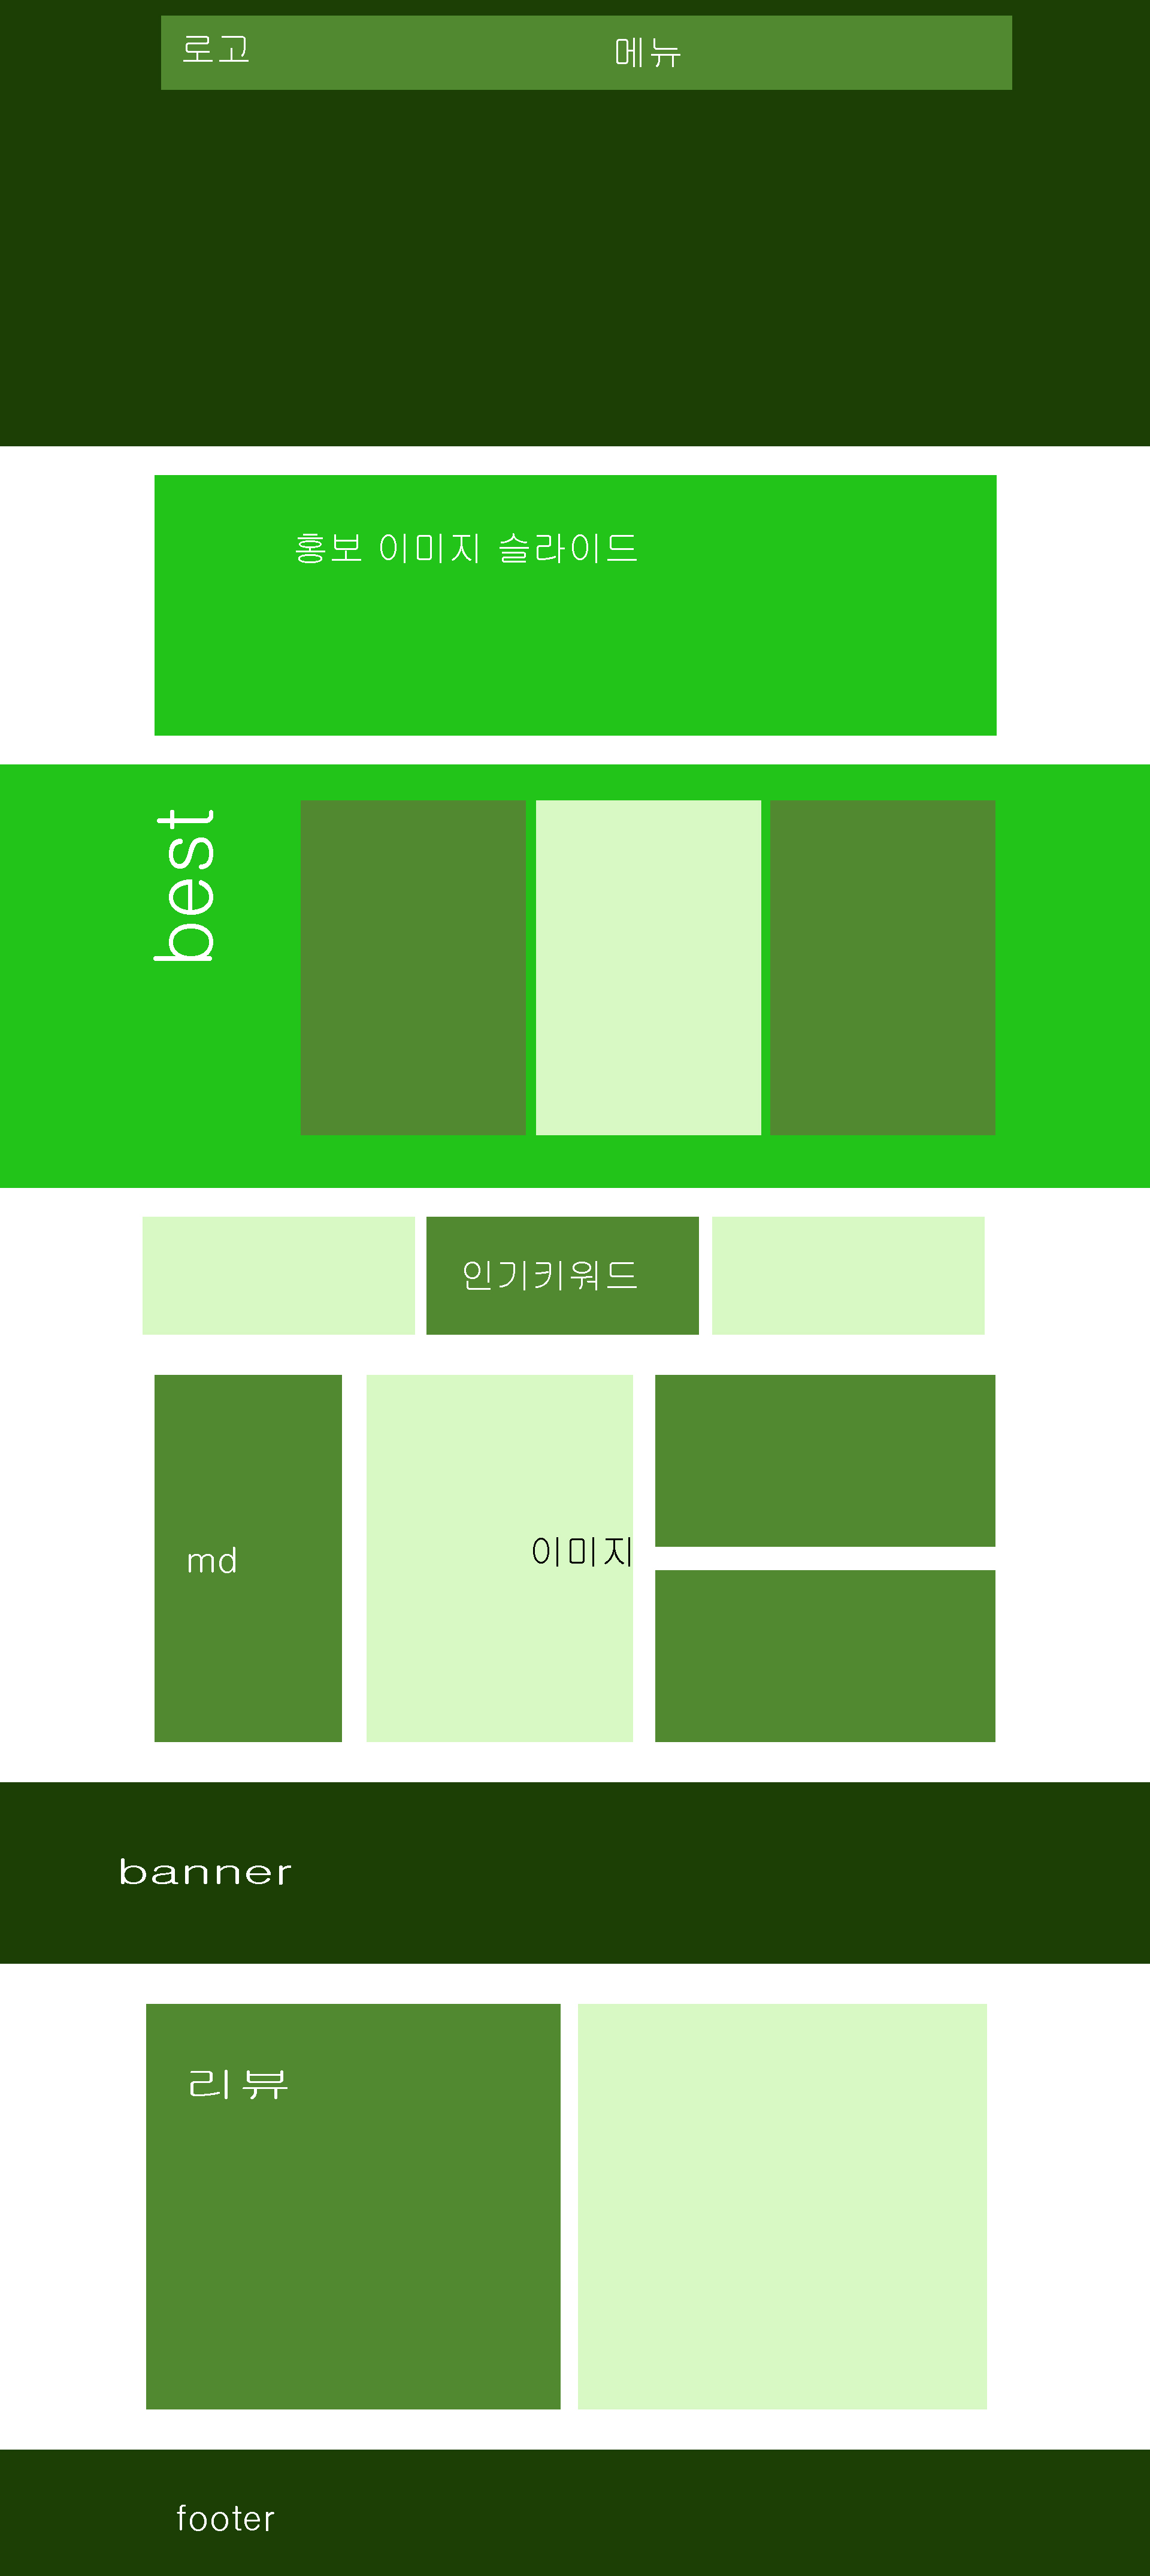 로고
메뉴
홍보 이미지 슬라이드
best
인기키워드
md
이미지
banner
리뷰
footer